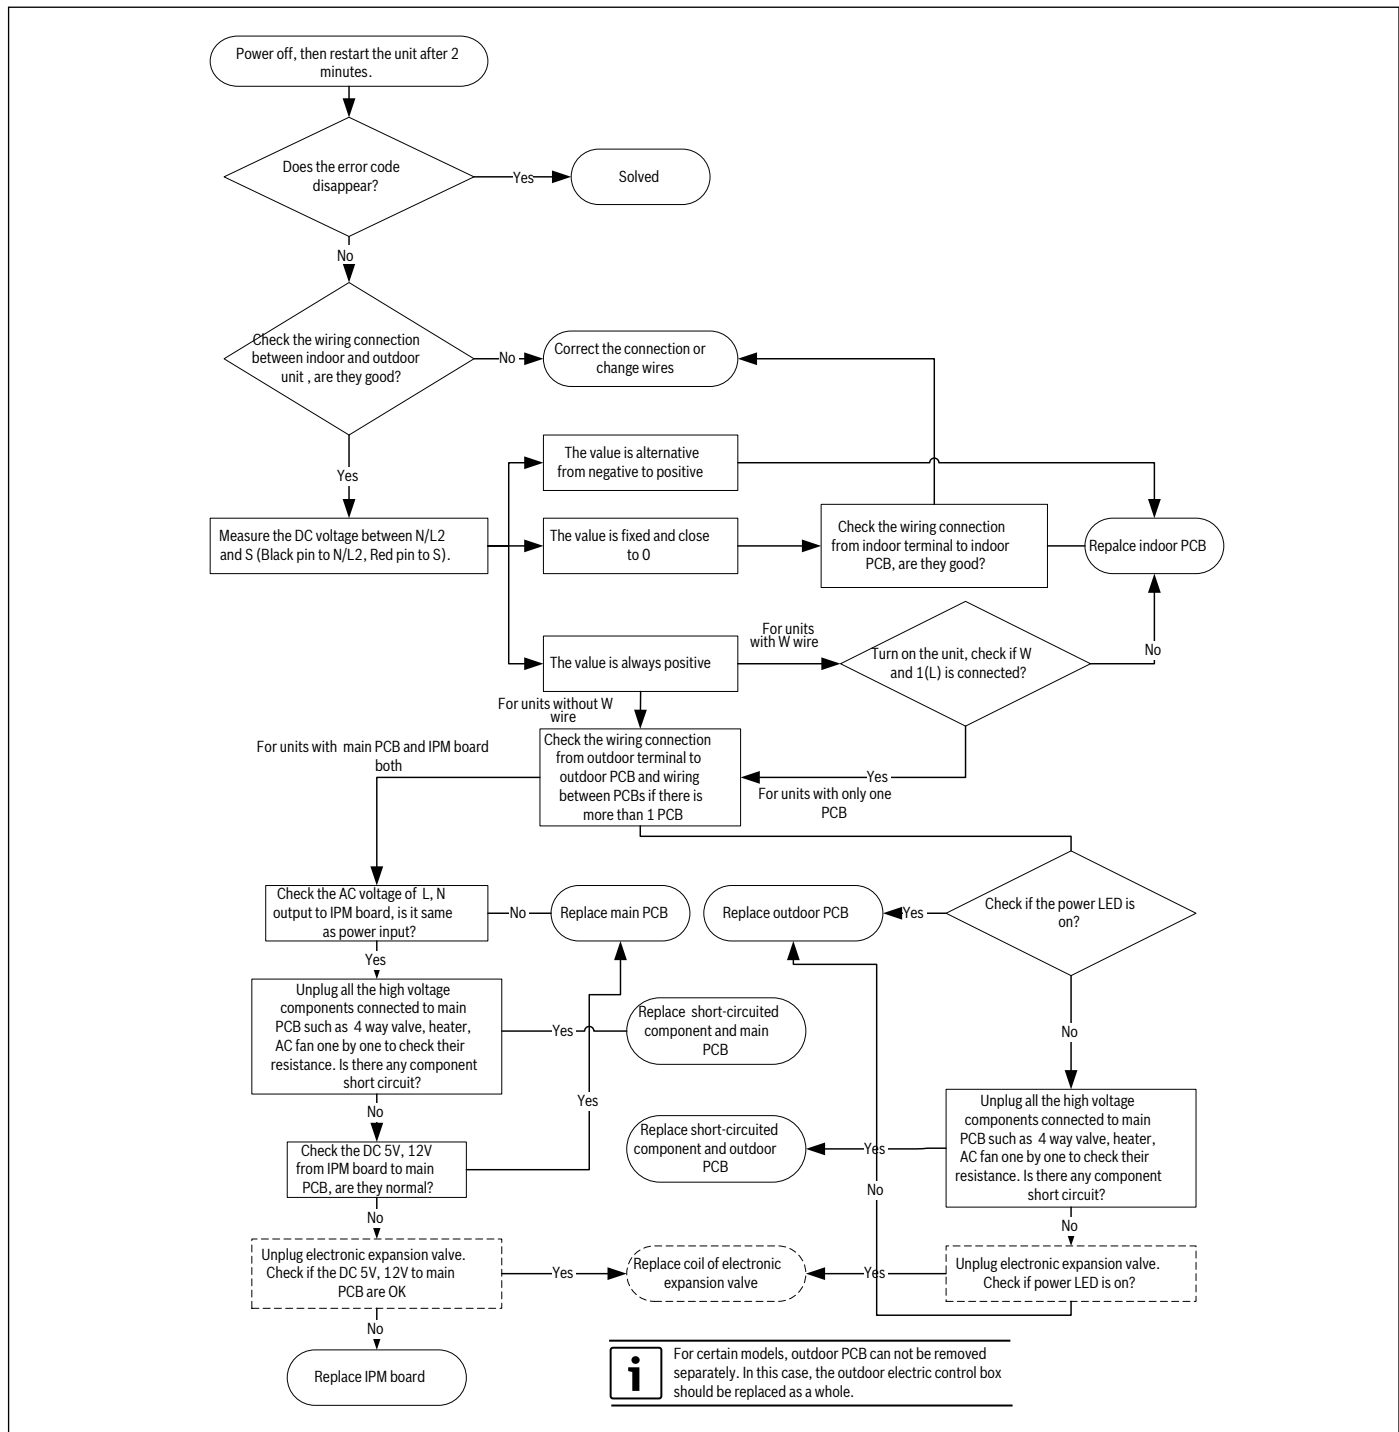 Power off, then restart the unit after 2
minutes.
Does the error code
disappear?
Yes
Solved
No
Check the wiring connection
between indoor and outdoor
unit , are they good?
No
Correct the connection or
change wires
Yes
The value is alternative
from negative to positive
Measure the DC voltage between N/L2
and S (Black pin to N/L2, Red pin to S).
The value is fixed and close
to 0
Check the wiring connection
from indoor terminal to indoor
PCB, are they good?
Repalce indoor PCB
The value is always positive
For units
with W wire
Turn on the unit, check if W
and 1(L) is connected?
No
For units without W
wire
For units with main PCB and IPM board
both
Check the wiring connection
from outdoor terminal to
outdoor PCB and wiring
between PCBs if there is
more than 1 PCB
Yes
For units with only one
PCB
Check the AC voltage of L, N
output to IPM board, is it same
as power input?
No
Replace main PCB
Replace outdoor PCB
Yes
Check if the power LED is
on?
Yes
Unplug all the high voltage
components connected to main
PCB such as 4 way valve, heater,
AC fan one by one to check their
resistance. Is there any component
short circuit?
Yes
Replace short-circuited
component and main
PCB
No
No
Yes
Check the DC 5V, 12V
from IPM board to main
PCB, are they normal?
Replace short-circuited
component and outdoor
PCB
Yes
Unplug all the high voltage
components connected to main
PCB such as 4 way valve, heater,
AC fan one by one to check their
resistance. Is there any component
short circuit?
No
No
No
Unplug electronic expansion valve.
Check if the DC 5V, 12V to main
PCB are OK
Yes
Replace coil of electronic
expansion valve
Yes
Unplug electronic expansion valve.
Check if power LED is on?
No
Replace IPM board
i
For certain models, outdoor PCB can not be removed
separately. In this case, the outdoor electric control box
should be replaced as a whole.